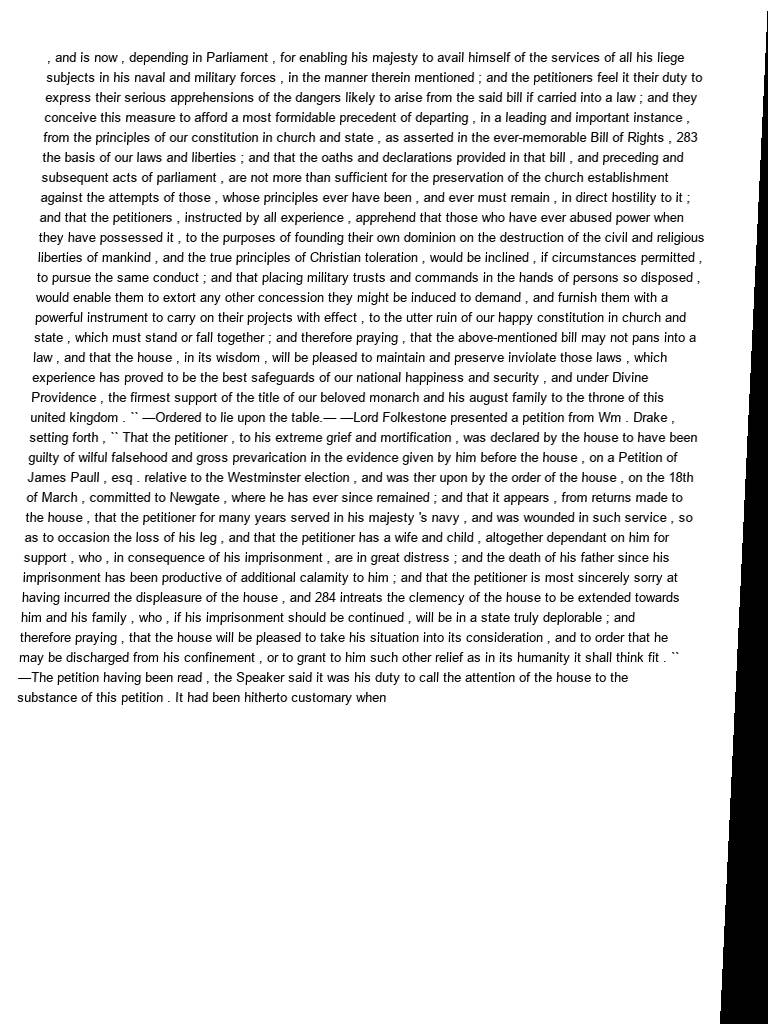 , and is now , depending in Parliament , for enabling his majesty to avail himself of the services of all his liege
subjects in his naval and military forces , in the manner therein mentioned ; and the petitioners feel it their duty to
express their serious apprehensions of the dangers likely to arise from the said bill if carried into a law ; and they
conceive this measure to afford a most formidable precedent of departing , in a leading and important instance ,
from the principles of our constitution in church and state , as asserted in the ever-memorable Bill of Rights , 283
the basis of our laws and liberties ; and that the oaths and declarations provided in that bill , and preceding and
subsequent acts of parliament , are not more than sufficient for the preservation of the church establishment
against the attempts of those , whose principles ever have been , and ever must remain , in direct hostility to it ;
and that the petitioners , instructed by all experience , apprehend that those who have ever abused power when
they have possessed it , to the purposes of founding their own dominion on the destruction of the civil and religious
liberties of mankind , and the true principles of Christian toleration , would be inclined , if circumstances permitted ,
to pursue the same conduct ; and that placing military trusts and commands in the hands of persons so disposed ,
would enable them to extort any other concession they might be induced to demand , and furnish them with a
powerful instrument to carry on their projects with effect , to the utter ruin of our happy constitution in church and
state , which must stand or fall together ; and therefore praying , that the above-mentioned bill may not pans into a
law , and that the house , in its wisdom , will be pleased to maintain and preserve inviolate those laws , which
experience has proved to be the best safeguards of our national happiness and security , and under Divine
Providence , the firmest support of the title of our beloved monarch and his august family to the throne of this
united kingdom . `` —Ordered to lie upon the table.— —Lord Folkestone presented a petition from Wm . Drake ,
setting forth , `` That the petitioner , to his extreme grief and mortification , was declared by the house to have been
guilty of wilful falsehood and gross prevarication in the evidence given by him before the house , on a Petition of
James Paull , esq . relative to the Westminster election , and was ther upon by the order of the house , on the 18th
of March , committed to Newgate , where he has ever since remained ; and that it appears , from returns made to
the house , that the petitioner for many years served in his majesty 's navy , and was wounded in such service , so
as to occasion the loss of his leg , and that the petitioner has a wife and child , altogether dependant on him for
support , who , in consequence of his imprisonment , are in great distress ; and the death of his father since his
imprisonment has been productive of additional calamity to him ; and that the petitioner is most sincerely sorry at
having incurred the displeasure of the house , and 284 intreats the clemency of the house to be extended towards
him and his family , who , if his imprisonment should be continued , will be in a state truly deplorable ; and
therefore praying , that the house will be pleased to take his situation into its consideration , and to order that he
may be discharged from his confinement , or to grant to him such other relief as in its humanity it shall think fit . ``
—The petition having been read , the Speaker said it was his duty to call the attention of the house to the
substance of this petition . It had been hitherto customary when